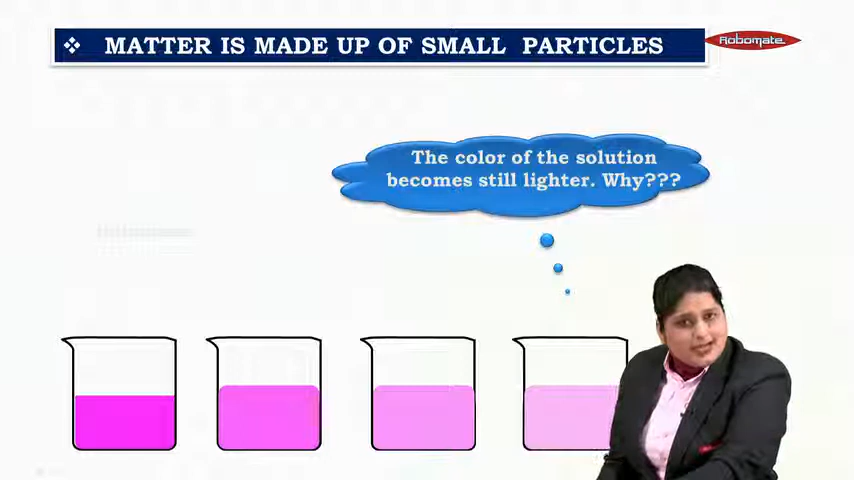 ❖ MATTER IS MADE UP OF SMALL PARTICLES
Robomate
The color of the solution
becomes still lighter. Why???